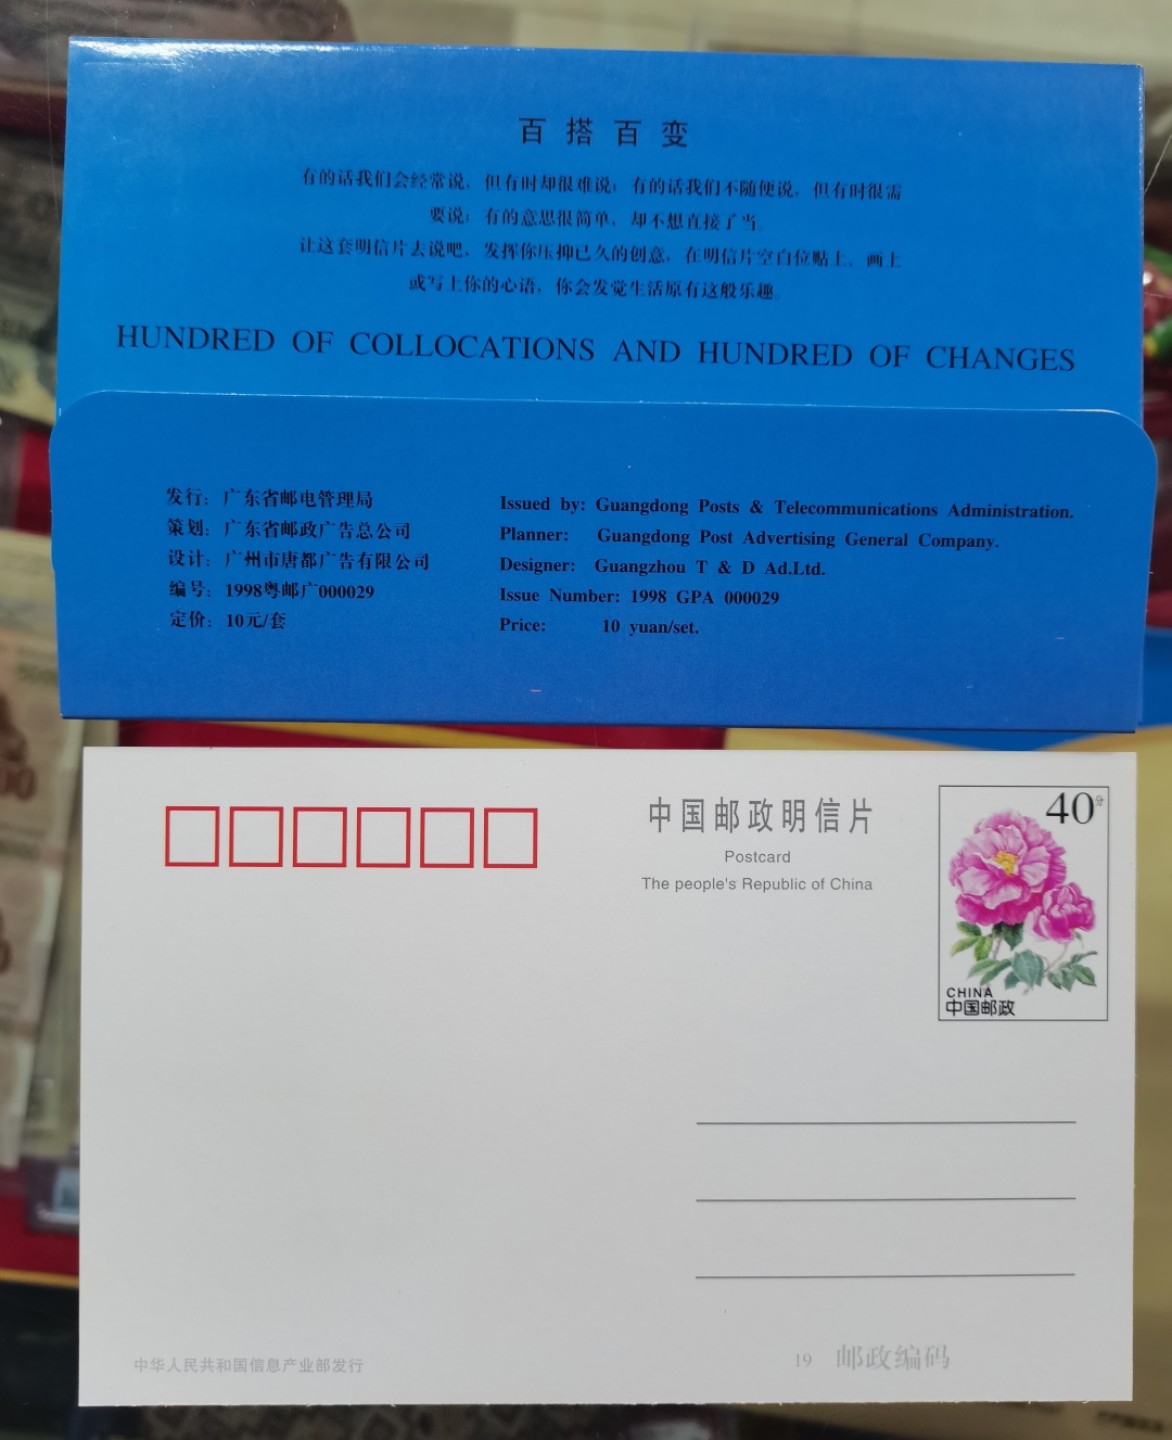 百搭百变
有的话我们会经常说，但有时却很难说；有的话我们不随便说，但有时很需
要说；有的意思很简单，却不想直接了当。
让这套明信片去说吧，发挥你压抑已久的创意，在明信片空白位贴上、画上
或写上你的心语，你会发觉生活原有这般乐趣。
HUNDRED OF COLLOCATIONS AND HUNDRED OF CHANGES
发行：广东省邮电管理局
策划：广东省邮政广告总公司
设计：广州市唐都广告有限公司
编号：1998粤邮广000029
定价：10元/套
Issued by: Guangdong Posts & Telecommunications Administration.
Planner: Guangdong Post Advertising General Company.
Designer: Guangzhou T & D Ad.Ltd.
Issue Number: 1998 GPA 000029
Price: 10 yuan/set.
中国邮政明信片
Postcard
The people's Republic of China
40分
CHINA
中国邮政
中华人民共和国信息产业部发行
19 邮政编码